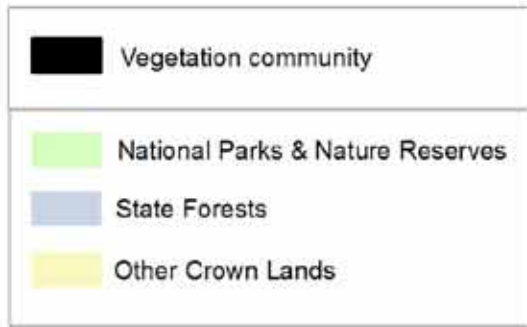 Vegetation community
National Parks & Nature Reserves
State Forests
Other Crown Lands